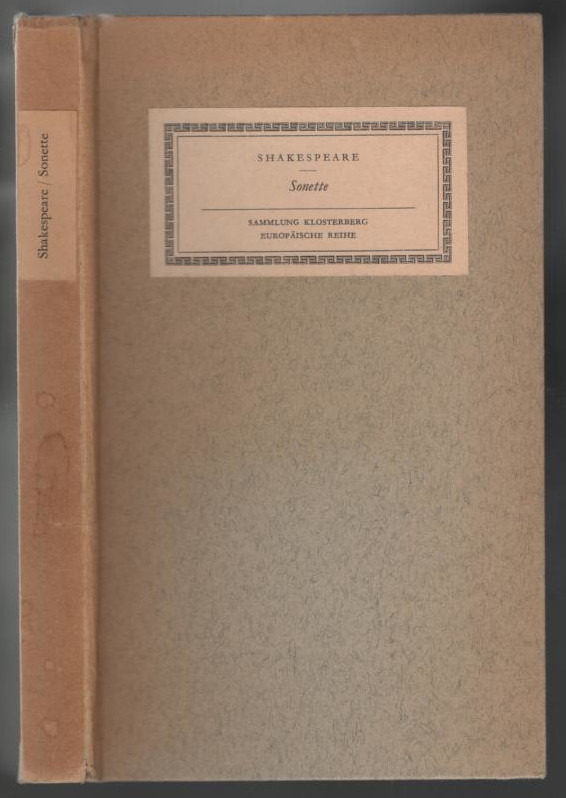 Shakespeare / Sonette
SHAKESPEARE
Sonette
SAMMLUNG KLOSTERBERG
EUROPÄISCHE REIHE